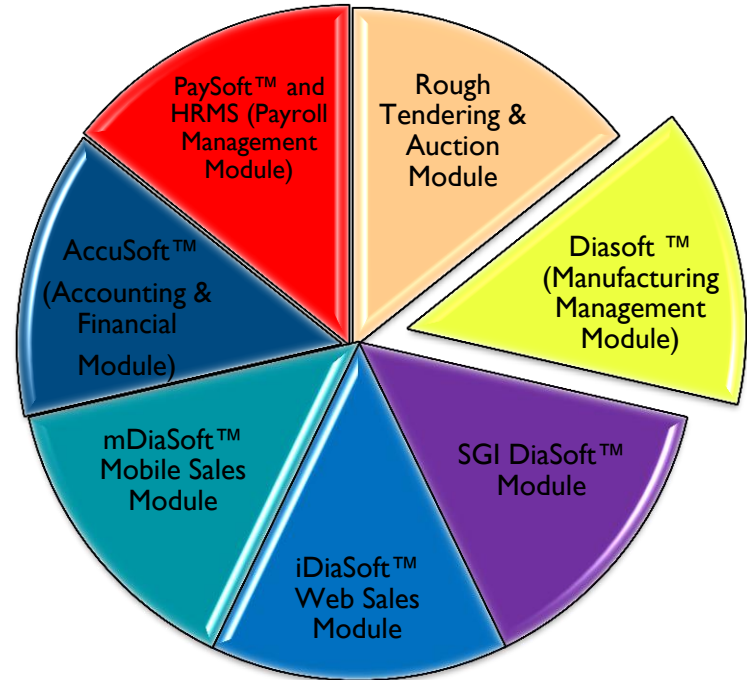 PaySoft™ and
HRMS (Payroll
Management
Module)
Rough
Tendering &
Auction
Module
Diasoft ™
(Manufacturing
Management
Module)
SGI DiaSoft™
Module
iDiaSoft™
Web Sales
Module
mDiaSoft™
Mobile Sales
Module
AccuSoft™
(Accounting &
Financial
Module)